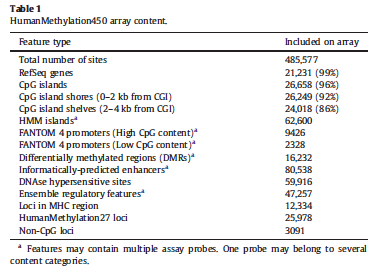 Table 1
HumanMethylation450 array content.
Feature type Included on array
Total number of sites 485,577
RefSeq genes 21,231 (99%)
CpG islands 26,658 (96%)
CpG island shores (0–2 kb from CGI) 26,249 (92%)
CpG island shelves (2–4 kb from CGI) 24,018 (86%)
HMM islandsa 62,600
FANTOM 4 promoters (High CpG content)a 9426
FANTOM 4 promoters (Low CpG content)a 2328
Differentially methylated regions (DMRs)a 16,232
Informatically-predicted enhancersa 80,538
DNAse hypersensitive sites 59,916
Ensemble regulatory featuresa 47,257
Loci in MHC region 12,334
HumanMethylation27 loci 25,978
Non-CpG loci 3091
a Features may contain multiple assay probes. One probe may belong to several
content categories.